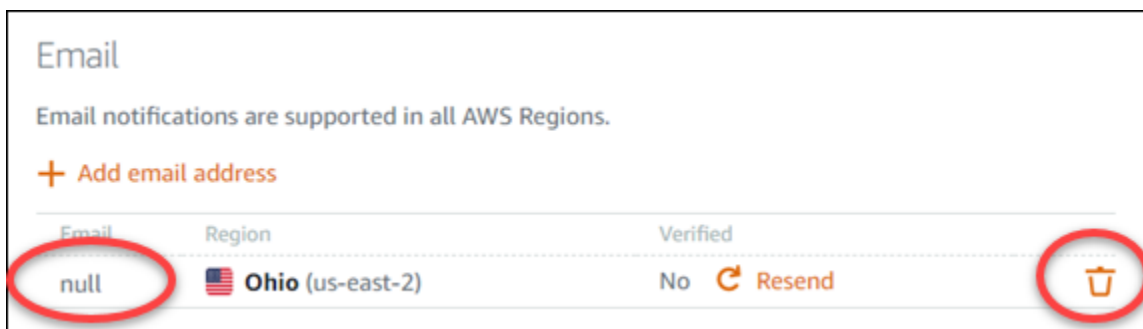 Email
Email notifications are supported in all AWS Regions.
+ Add email address
Email Region Verified
null Ohio (us-east-2) No Resend